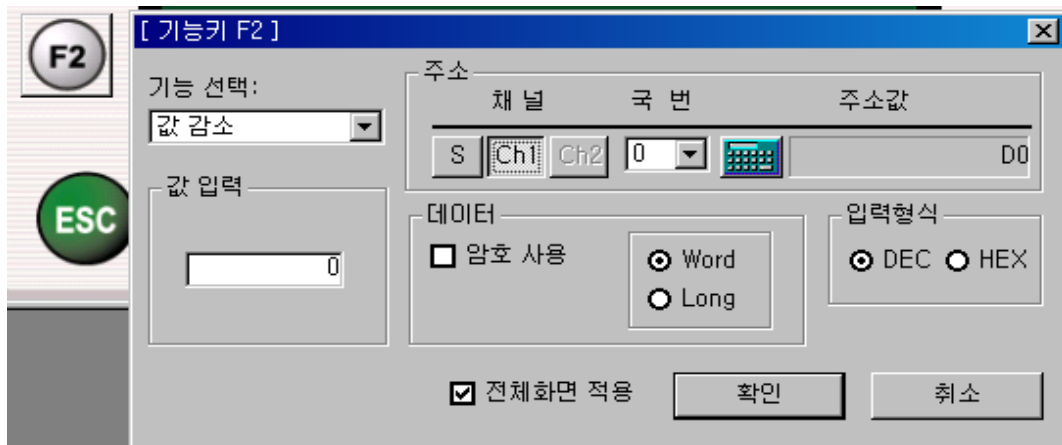 F2
ESC
[ 기능키 F2 ]
기능 선택:
값 감소
값 입력
0
주소
채 널 국 번 주소값
S Ch1 Ch2 0 D0
데이터
암호 사용
Word
Long
입력형식
DEC HEX
전체화면 적용 확인 취소